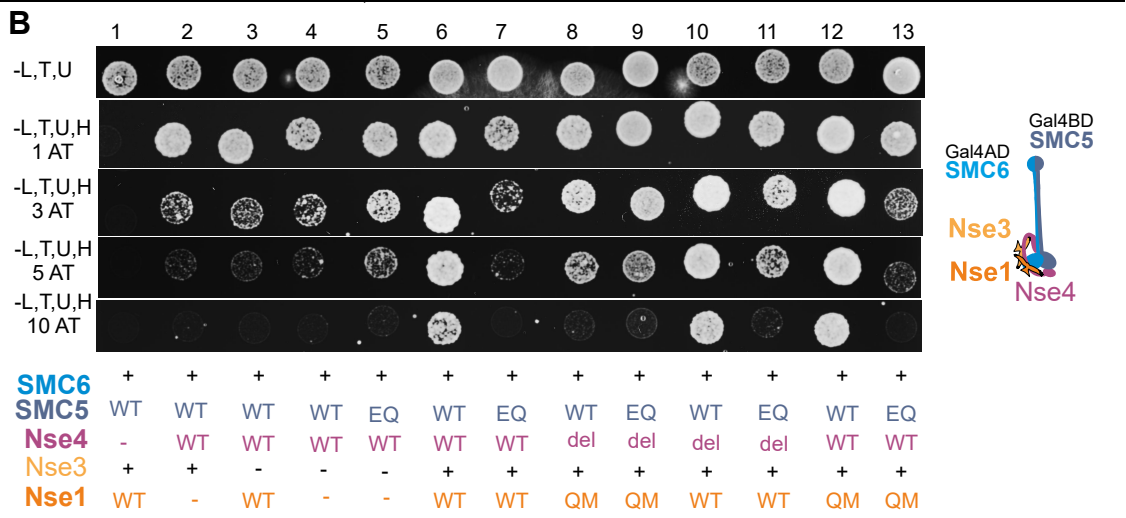 B
1 2 3 4 5 6 7 8 9 10 11 12 13
-L,T,U
-L,T,U,H
1 AT
-L,T,U,H
3 AT
-L,T,U,H
5 AT
-L,T,U,H
10 AT
SMC6 + + + + + + + + + + + + +
SMC5 WT WT WT WT EQ WT EQ WT EQ WT EQ WT EQ
Nse4 - WT WT WT WT WT WT del del del del WT WT
Nse3 + + - - - + + + + + + + +
Nse1 WT - WT - - WT WT QM QM WT WT QM QM
Gal4BD
SMC5
Gal4AD
SMC6
Nse3
Nse1
Nse4